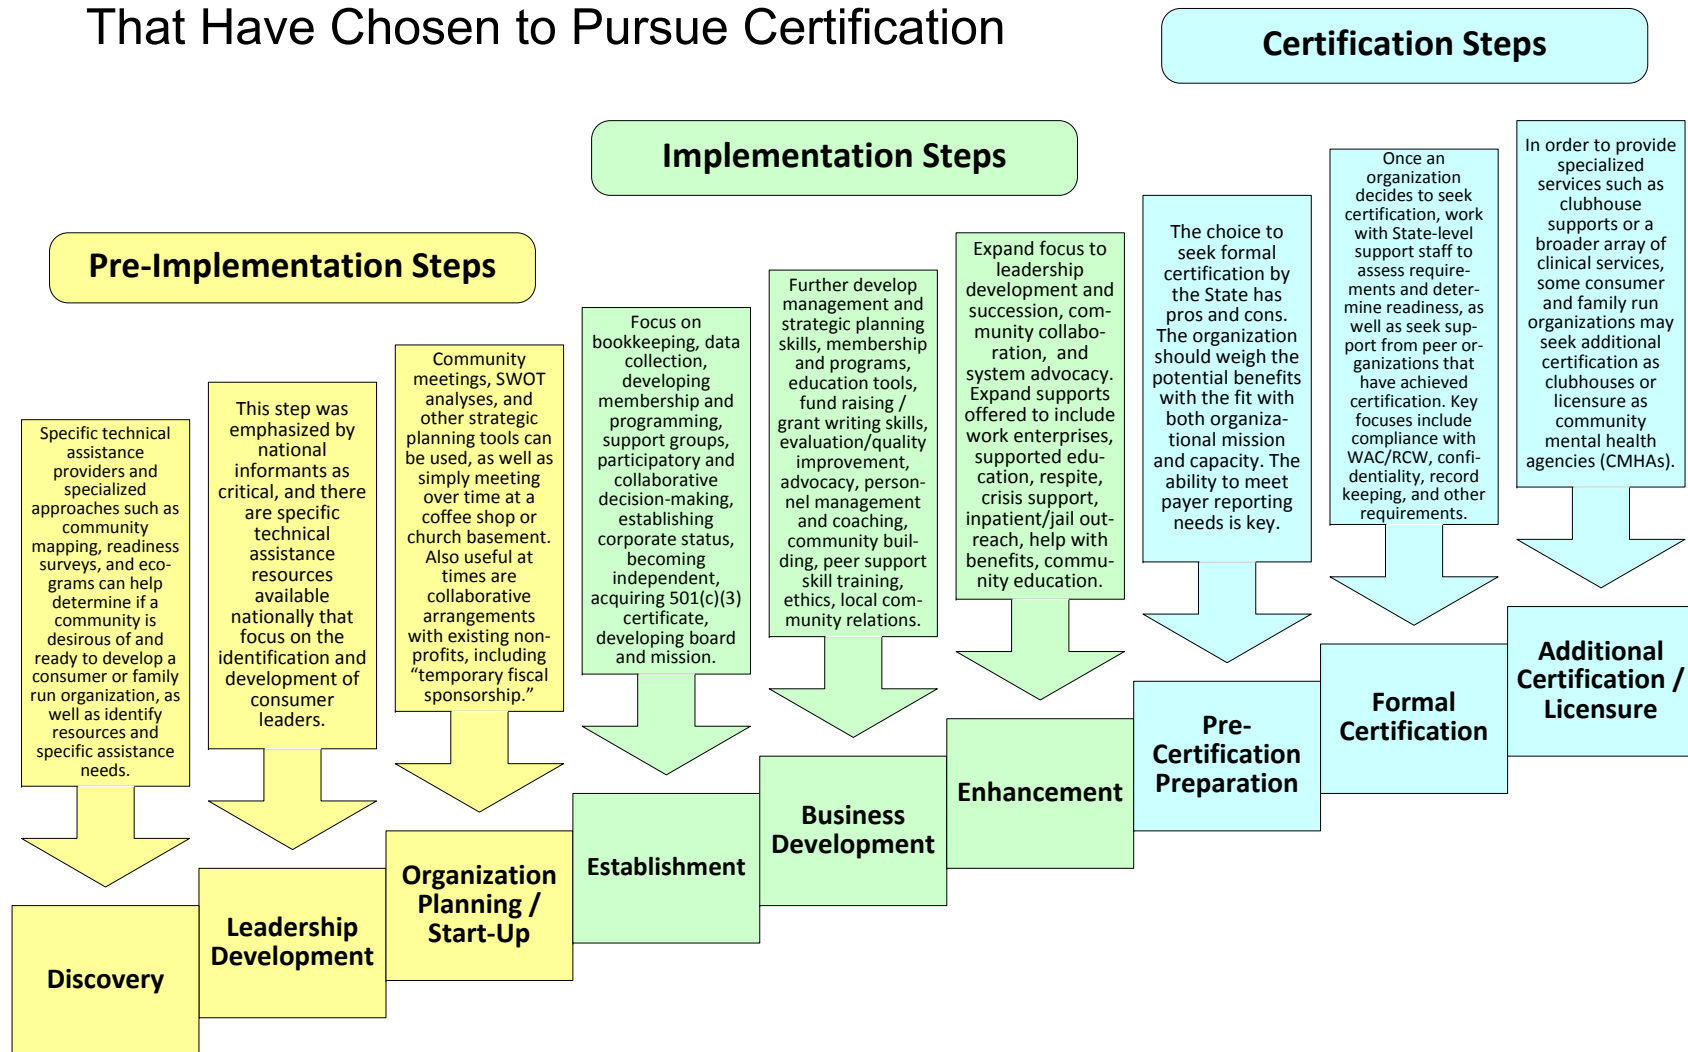 That Have Chosen to Pursue Certification
Certification Steps
Implementation Steps
Pre-Implementation Steps
Specific technical
assistance
providers and
specialized
approaches such as
community
mapping, readiness
surveys, and eco-
grams can help
determine if a
community is
desirous of and
ready to develop a
consumer or family
run organization, as
well as identify
resources and
specific assistance
needs.
Discovery
This step was
emphasized by
national
informants as
critical, and there
are specific
technical
assistance
resources
available
nationally that
focus on the
identification and
development of
consumer
leaders.
Leadership
Development
Community
meetings, SWOT
analyses, and
other strategic
planning tools can
be used, as well as
simply meeting
over time at a
coffee shop or
church basement.
Also useful at
times are
collaborative
arrangements
with existing non-
profits, including
“temporary fiscal
sponsorship.”
Organization
Planning /
Start-Up
Focus on
bookkeeping, data
collection,
developing
membership and
programming,
support groups,
participatory and
collaborative
decision-making,
establishing
corporate status,
becoming
independent,
acquiring 501(c)(3)
certificate,
developing board
and mission.
Establishment
Further develop
management and
strategic planning
skills, membership
and programs,
education tools,
fund raising /
grant writing skills,
evaluation/quality
improvement,
advocacy, person-
nel management
and coaching,
community buil-
ding, peer support
skill training,
ethics, local com-
munity relations.
Business
Development
Expand focus to
leadership
development and
succession, com-
munity collabo-
ration, and
system advocacy.
Expand supports
offered to include
work enterprises,
supported edu-
cation, respite,
crisis support,
inpatient/jail out-
reach, help with
benefits, commu-
nity education.
Enhancement
The choice to
seek formal
certification by
the State has
pros and cons.
The organization
should weigh the
potential benefits
with the fit with
both organiza-
tional mission
and capacity. The
ability to meet
payer reporting
needs is key.
Pre-
Certification
Preparation
Once an
organization
decides to seek
certification, work
with State-level
support staff to
assess require-
ments and deter-
mine readiness, as
well as seek sup-
port from peer or-
ganizations that
have achieved
certification. Key
focuses include
compliance with
WAC/RCW, confi-
dentiality, record
keeping, and other
requirements.
Formal
Certification
In order to provide
specialized
services such as
clubhouse
supports or a
broader array of
clinical services,
some consumer
and family run
organizations may
seek additional
certification as
clubhouses or
licensure as
community
mental health
agencies (CMHAs).
Additional
Certification /
Licensure